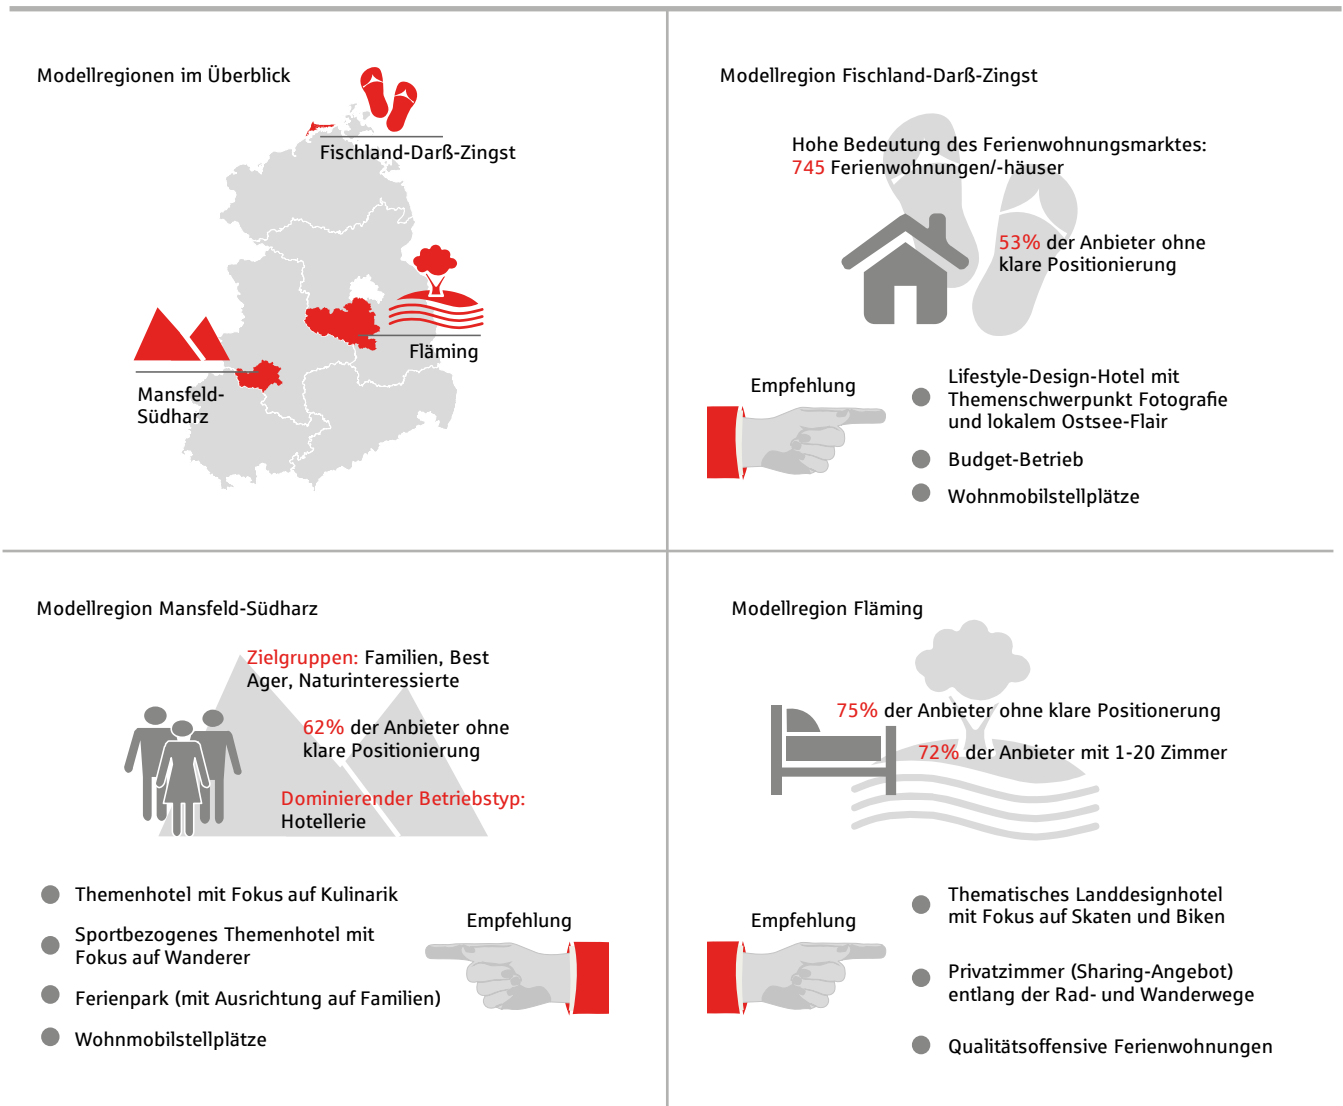 Modellregionen im Überblick
Fischland-Darß-Zingst
Fläming
Mansfeld-
Südharz
Modellregion Fischland-Darß-Zingst
Hohe Bedeutung des Ferienwohnungsmarktes:
745 Ferienwohnungen/-häuser
53% der Anbieter ohne
klare Positionierung
Empfehlung
Lifestyle-Design-Hotel mit
Themenschwerpunkt Fotografie
und lokalem Ostsee-Flair
Budget-Betrieb
Wohnmobilstellplätze
Modellregion Mansfeld-Südharz
Zielgruppen: Familien, Best
Ager, Naturinteressierte
62% der Anbieter ohne
klare Positionierung
Dominierender Betriebstyp:
Hotellerie
Themenhotel mit Fokus auf Kulinarik
Sportbezogenes Themenhotel mit
Fokus auf Wanderer
Ferienpark (mit Ausrichtung auf Familien)
Wohnmobilstellplätze
Empfehlung
Modellregion Fläming
75% der Anbieter ohne klare Positionerung
72% der Anbieter mit 1-20 Zimmer
Empfehlung
Thematisches Landdesignhotel
mit Fokus auf Skaten und Biken
Privatzimmer (Sharing-Angebot)
entlang der Rad- und Wanderwege
Qualitätsoffensive Ferienwohnungen